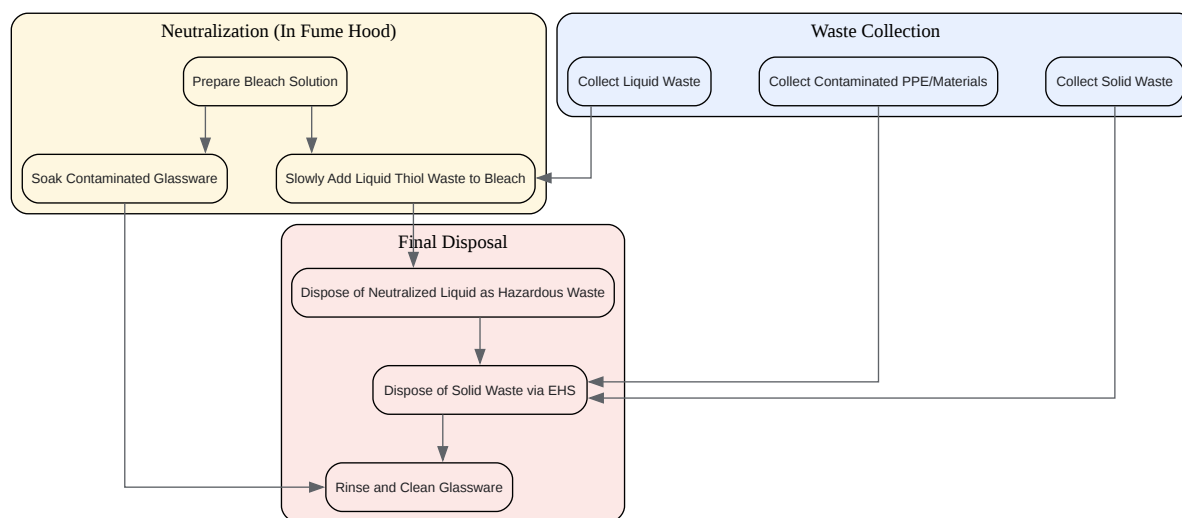 Neutralization (In Fume Hood)
Prepare Bleach Solution
Soak Contaminated Glassware
Slowly Add Liquid Thiol Waste to Bleach
Waste Collection
Collect Liquid Waste
Collect Contaminated PPE/Materials
Collect Solid Waste
Final Disposal
Dispose of Neutralized Liquid as Hazardous Waste
Dispose of Solid Waste via EHS
Rinse and Clean Glassware